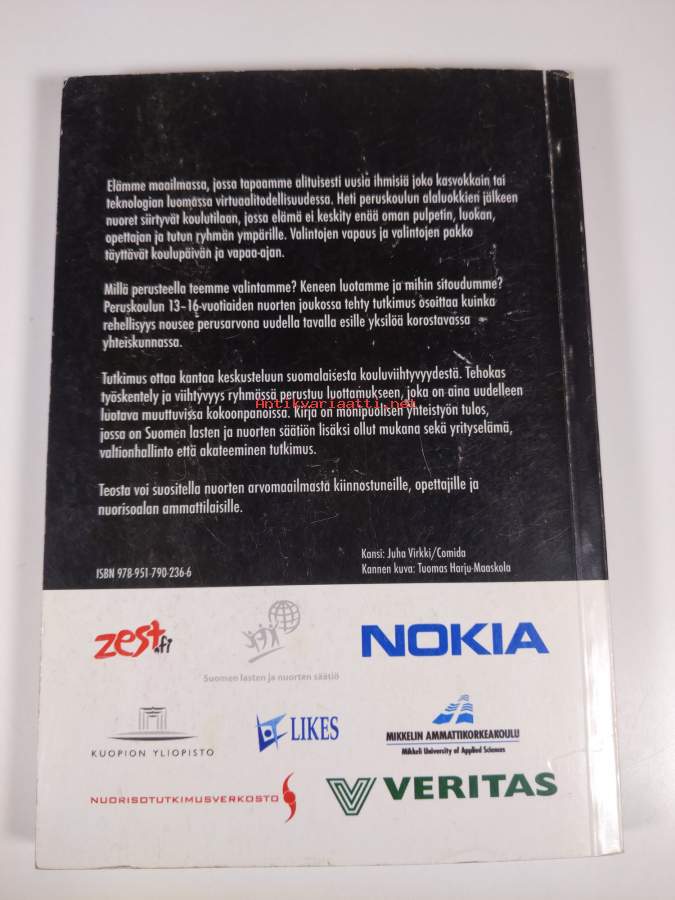 Elämme maailmassa, jossa tapaamme alituisesti uusia ihmisiä joko kasvokkain tai
teknologian luomassa virtuaalitodellisuudessa. Heti peruskoulun alaluokkien jälkeen
nuoret siirtyvät koulutilaan, jossa elämä ei keskity enää oman pulpetin, luokan,
opettajan ja tutun ryhmän ympärille. Valintojen vapaus ja valintojen pakko
täyttävät koulupäivän ja vapaa-ajan.
Millä perusteella teemme valintamme? Keneen luotamme ja mihin sitoudumme?
Peruskoulun 13–16-vuotiaiden nuorten joukossa tehty tutkimus osoittaa kuinka
rehellisyys nousee perusarvona uudella tavalla esille yksilöä korostavassa
yhteiskunnassa.
Tutkimus ottaa kantaa keskusteluun suomalaisesta kouluviihtyvyydestä. Tehokas
työskentely ja viihtyvyys ryhmässä perustuu luottamukseen, joka on aina uudelleen
Antikvariaatti.net
luotava muuttuvissa kokoonpanoissa. Kirja on monipuolisen yhteistyön tulos,
jossa on Suomen lasten ja nuorten säätiön lisäksi ollut mukana sekä yrityselämä,
valtionhallinto että akateeminen tutkimus.
Teosta voi suositella nuorten arvomaailmasta kiinnostuneille, opettajille ja
nuorisoalan ammattilaisille.
Kansi: Juha Virkki/Comida
ISBN 978-951-790-236-6
Kannen kuva: Tuomas Harju-Maaskola
zest.fi
Suomen lasten ja nuorten säätiö
NOKIA
KUOPION YLIOPISTO
LIKES
MIKKELIN AMMATTIKORKEAKOULU
Mikkeli University of Applied Sciences
NUORISOTUTKIMUSVERKOSTO
VERITAS